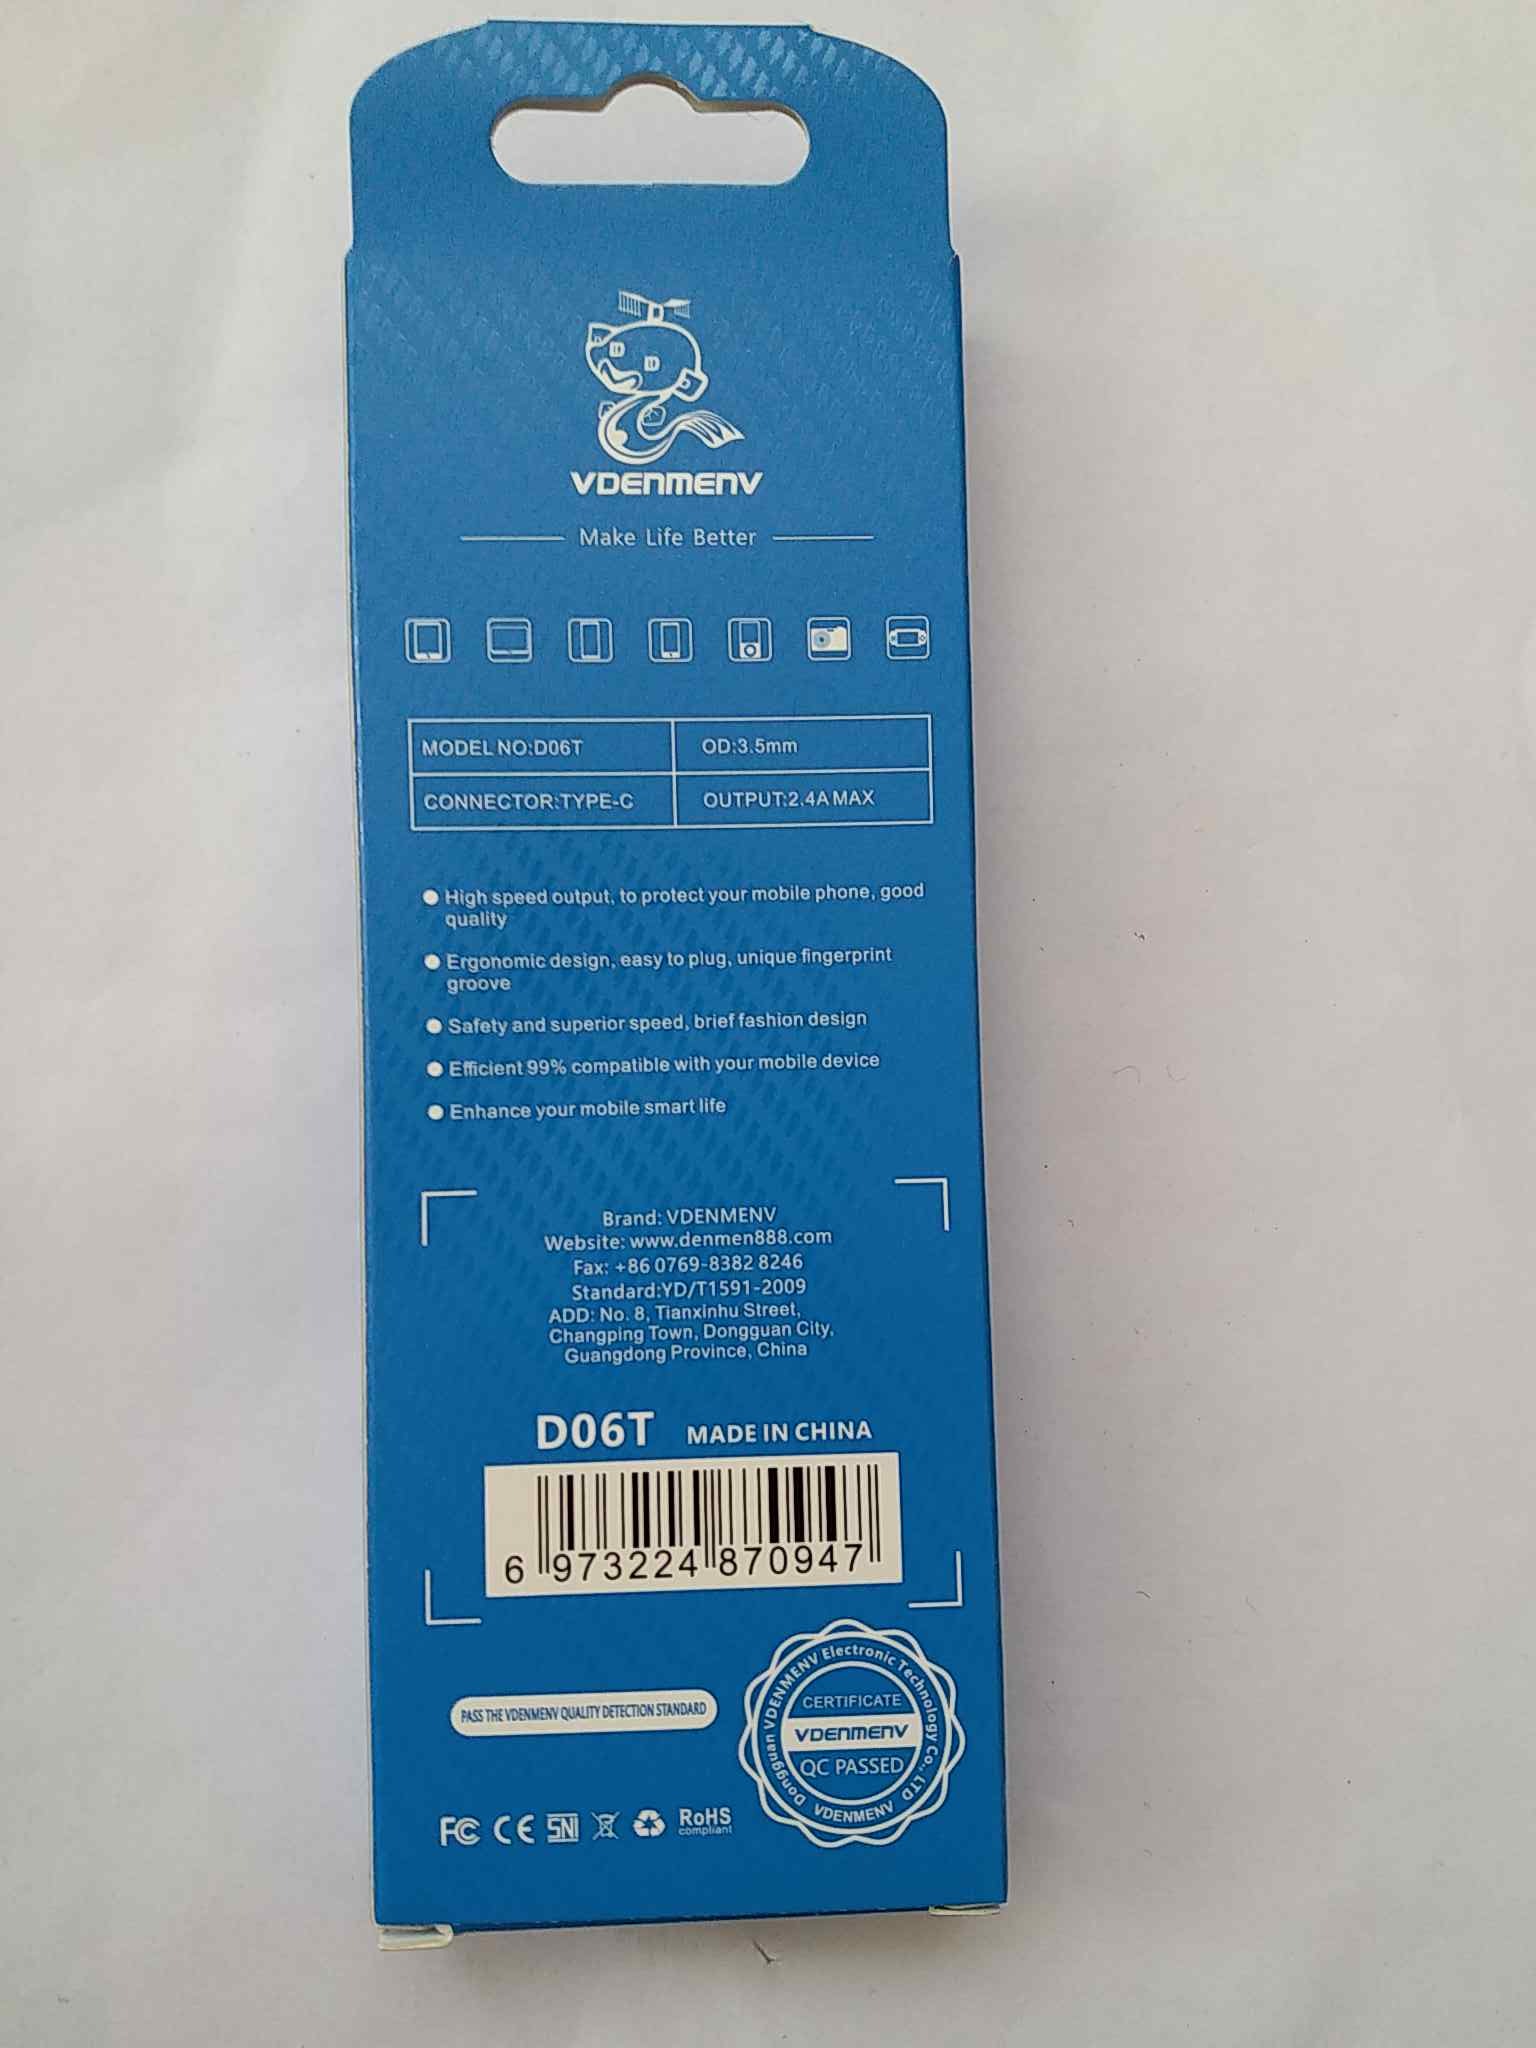 VDENMENV
Make Life Better
MODEL NO:D06T
OD:3.5mm
CONNECTOR:TYPE-C
OUTPUT:2.4A MAX
High speed output, to protect your mobile phone, good
quality
Ergonomic design, easy to plug, unique fingerprint
groove
Safety and superior speed, brief fashion design
Efficient 99% compatible with your mobile device
Enhance your mobile smart life
Brand: VDENMENV
Website: www.denmen888.com
Fax: +86 0769-8382 8246
Standard:YD/T1591-2009
ADD: No. 8, Tianxinhu Street,
Changping Town, Dongguan City,
Guangdong Province, China
D06T MADE IN CHINA
6 973224 870947
PASS THE VDENMENV QUALITY DETECTION STANDARD
Dongguan VDENMENV Electronic Technology Co., LTD
CERTIFICATE
VDENMENV
QC PASSED
VDENMENV
FC CE SNI RoHS
compliant